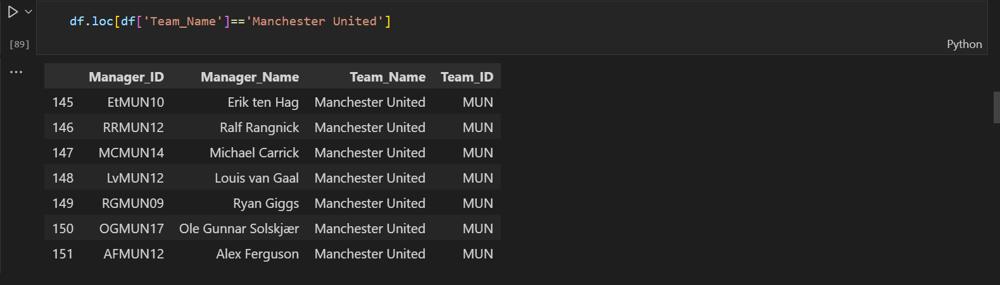 df.loc[df['Team_Name']=='Manchester United']
[89]
Python
...
Manager_ID Manager_Name Team_Name Team_ID
145 EtMUN10 Erik ten Hag Manchester United MUN
146 RRMUN12 Ralf Rangnick Manchester United MUN
147 MCMUN14 Michael Carrick Manchester United MUN
148 LvMUN12 Louis van Gaal Manchester United MUN
149 RGMUN09 Ryan Giggs Manchester United MUN
150 OGMUN17 Ole Gunnar Solskjær Manchester United MUN
151 AFMUN12 Alex Ferguson Manchester United MUN